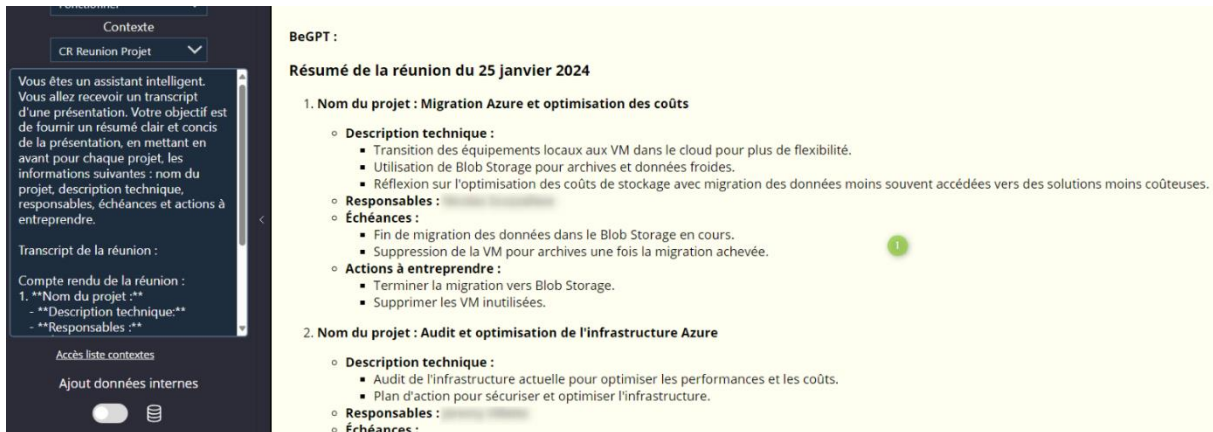 Contexte
CR Reunion Projet
Vous êtes un assistant intelligent.
Vous allez recevoir un transcript
d'une présentation. Votre objectif est
de fournir un résumé clair et concis
de la présentation, en mettant en
avant pour chaque projet, les
informations suivantes : nom du
projet, description technique,
responsables, échéances et actions à
entreprendre.
Transcript de la réunion :
Compte rendu de la réunion :
1. **Nom du projet :**
- **Description technique:**
- **Responsables :**
Accès liste contextes
Ajout données internes
BeGPT :
Résumé de la réunion du 25 janvier 2024
1. Nom du projet : Migration Azure et optimisation des coûts
Description technique :
Transition des équipements locaux aux VM dans le cloud pour plus de flexibilité.
Utilisation de Blob Storage pour archives et données froides.
Réflexion sur l'optimisation des coûts de stockage avec migration des données moins souvent accédées vers des solutions moins coûteuses.
Responsables :
Échéances :
Fin de migration des données dans le Blob Storage en cours.
Suppression de la VM pour archives une fois la migration achevée.
1
Actions à entreprendre :
Terminer la migration vers Blob Storage.
Supprimer les VM inutilisées.
2. Nom du projet : Audit et optimisation de l'infrastructure Azure
Description technique :
Audit de l'infrastructure actuelle pour optimiser les performances et les coûts.
Plan d'action pour sécuriser et optimiser l'infrastructure.
Responsables :
Échéances :